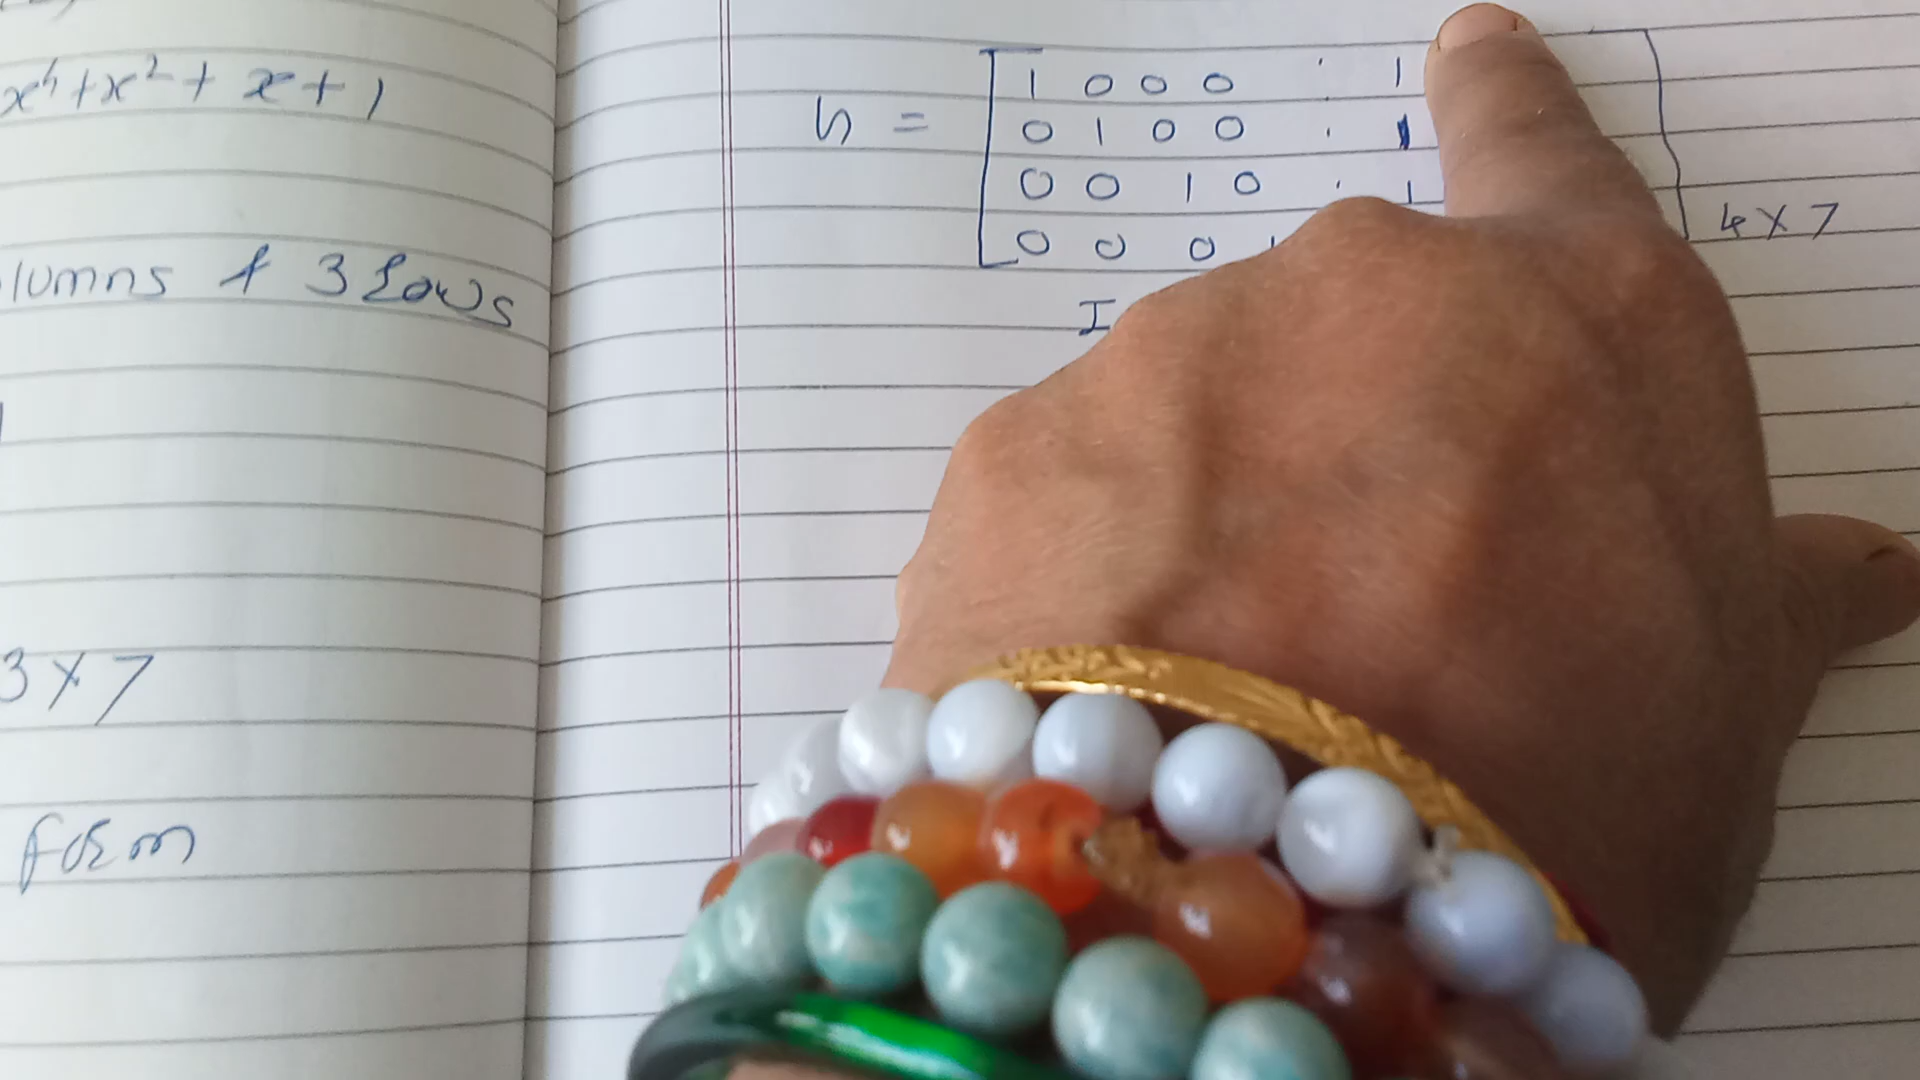 x⁴ + x² + x + 1
lumns & 3 Rows
3 X 7
form
G = [ 1 0 0 0 : 1
0 1 0 0 : 1
0 0 1 0 : 1
0 0 0 1
] 4 X 7
I